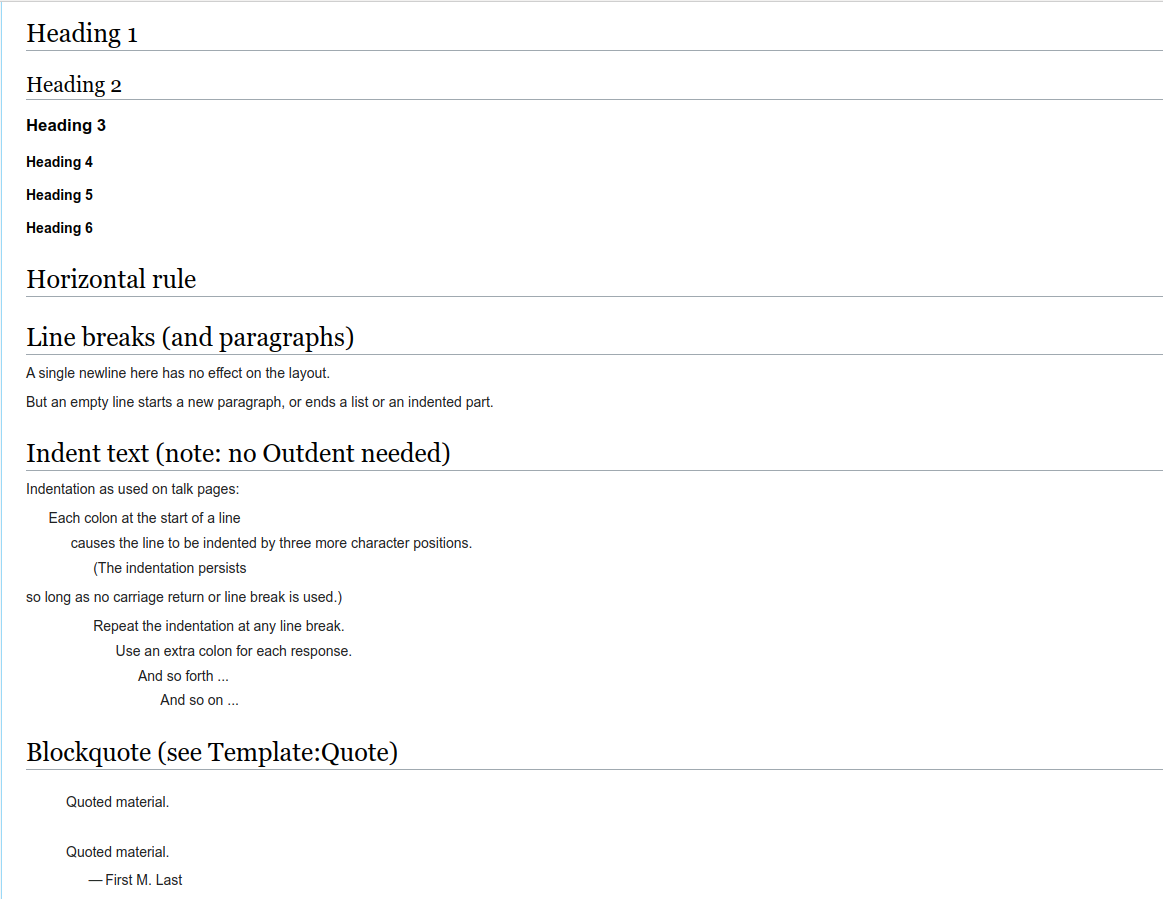 Heading 1
Heading 2
Heading 3
Heading 4
Heading 5
Heading 6
Horizontal rule
Line breaks (and paragraphs)
A single newline here has no effect on the layout.
But an empty line starts a new paragraph, or ends a list or an indented part.
Indent text (note: no Outdent needed)
Indentation as used on talk pages:
Each colon at the start of a line
causes the line to be indented by three more character positions.
(The indentation persists
so long as no carriage return or line break is used.)
Repeat the indentation at any line break.
Use an extra colon for each response.
And so forth ...
And so on ...
Blockquote (see Template:Quote)
Quoted material.
Quoted material.
— First M. Last